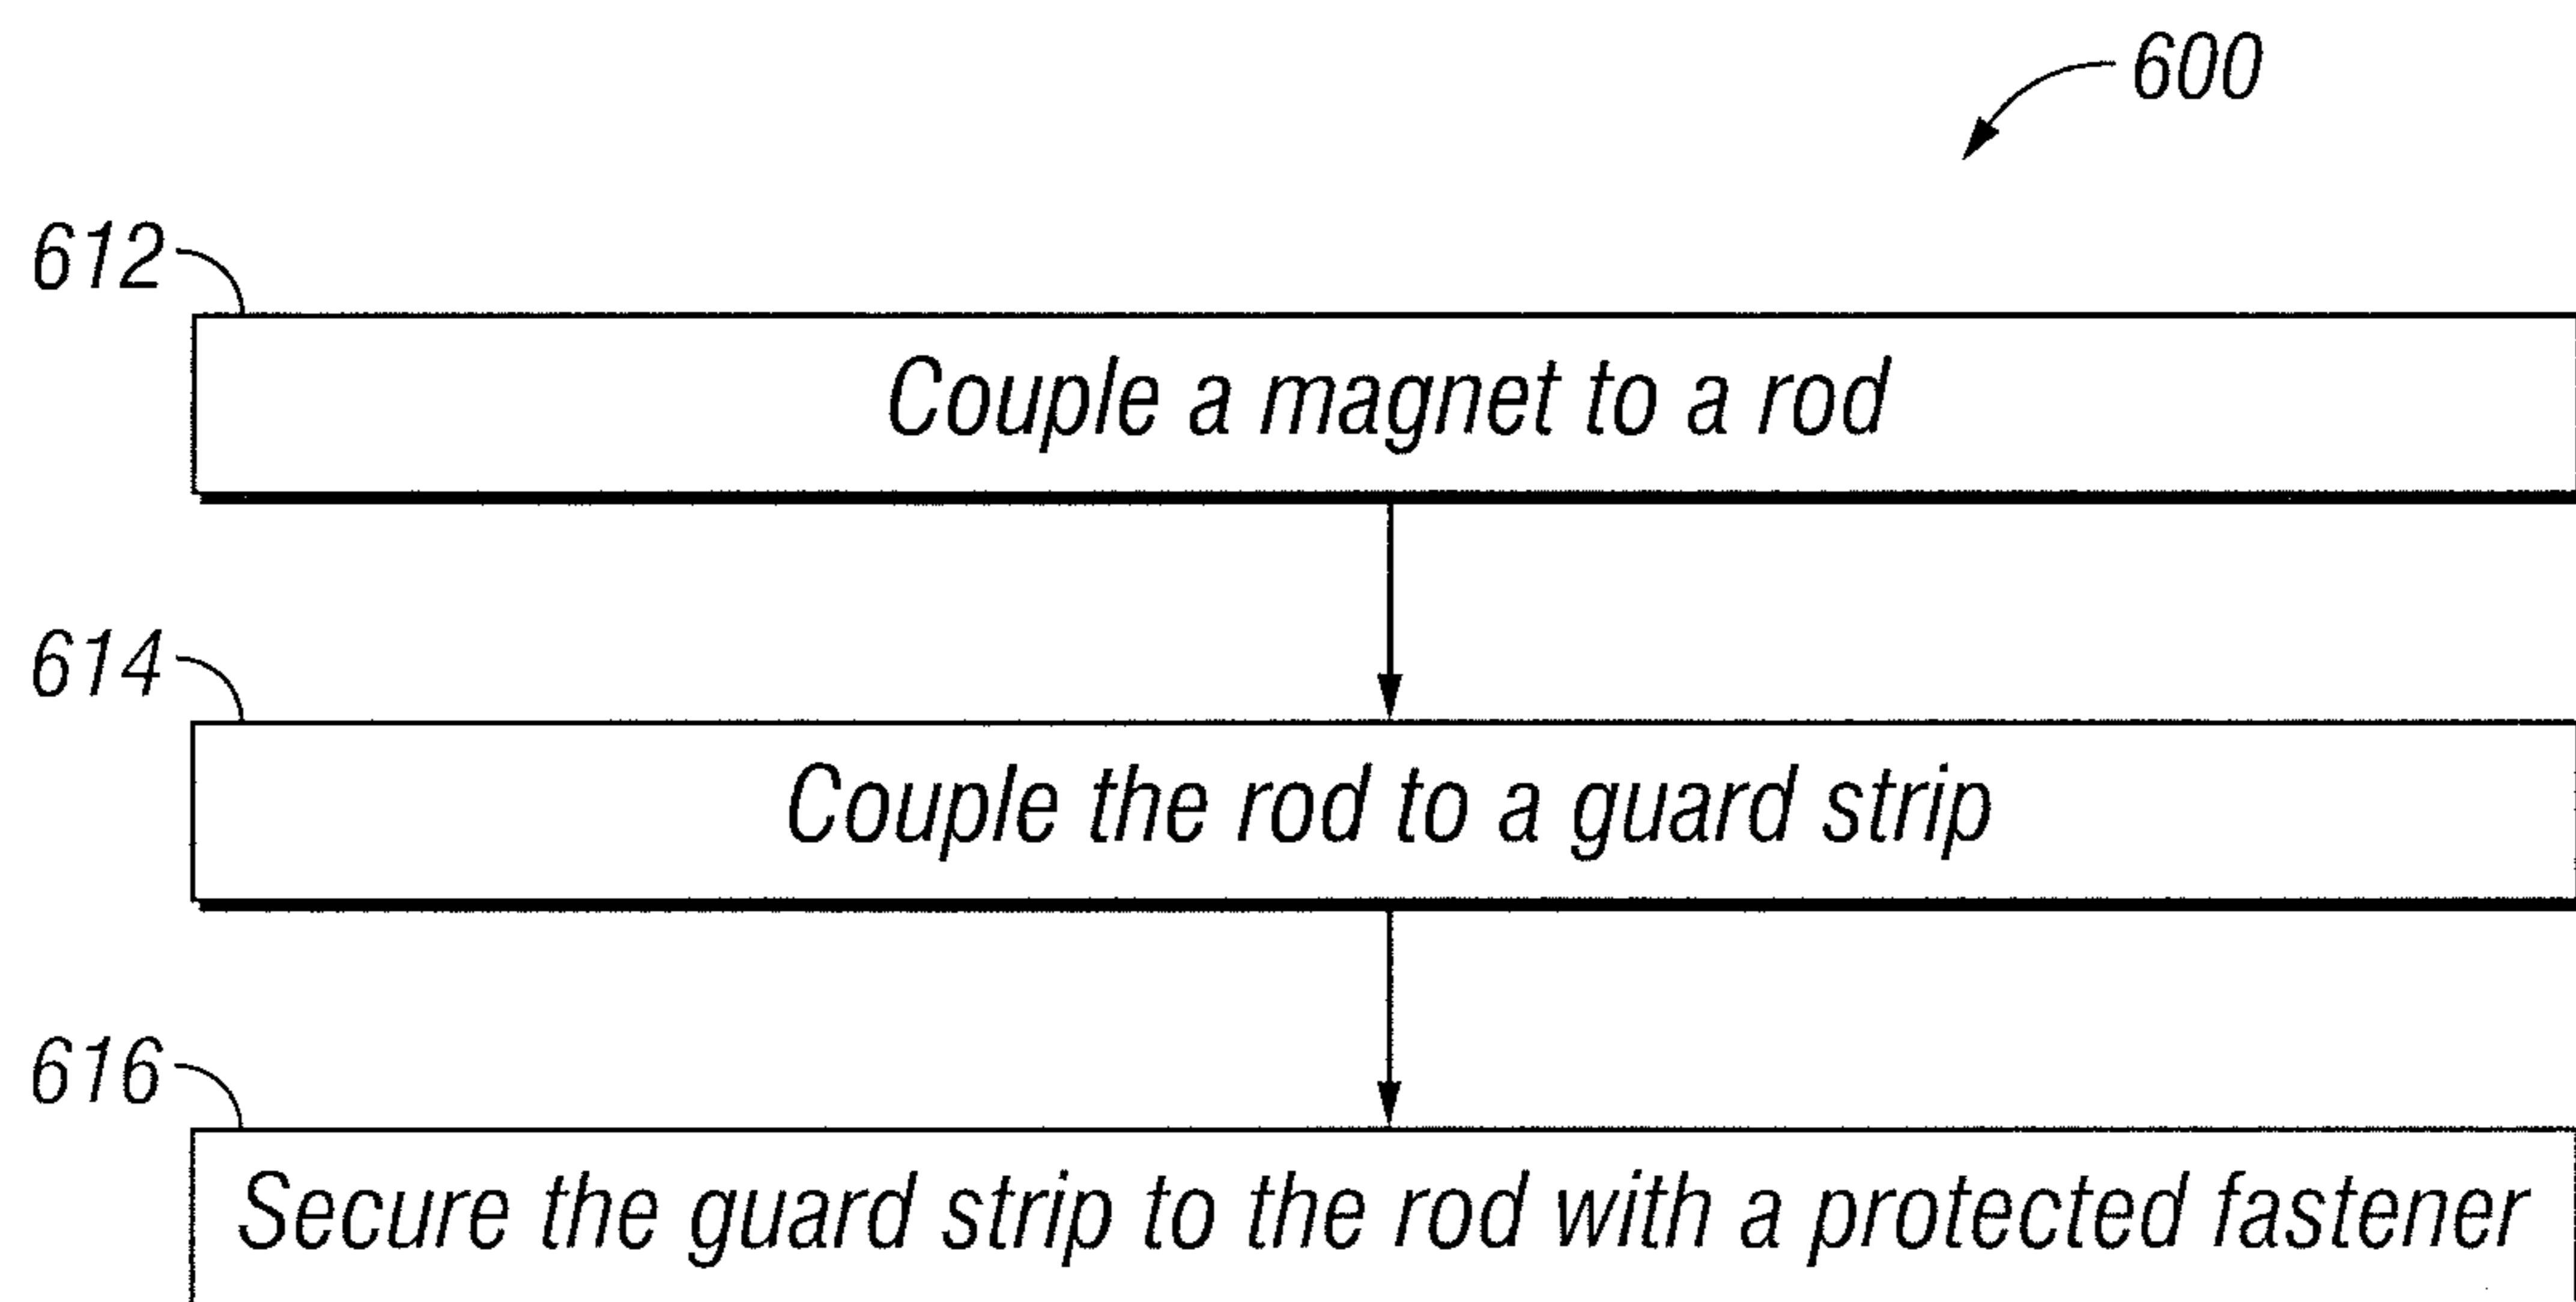 600
612
Couple a magnet to a rod
614
Couple the rod to a guard strip
616
Secure the guard strip to the rod with a protected fastener